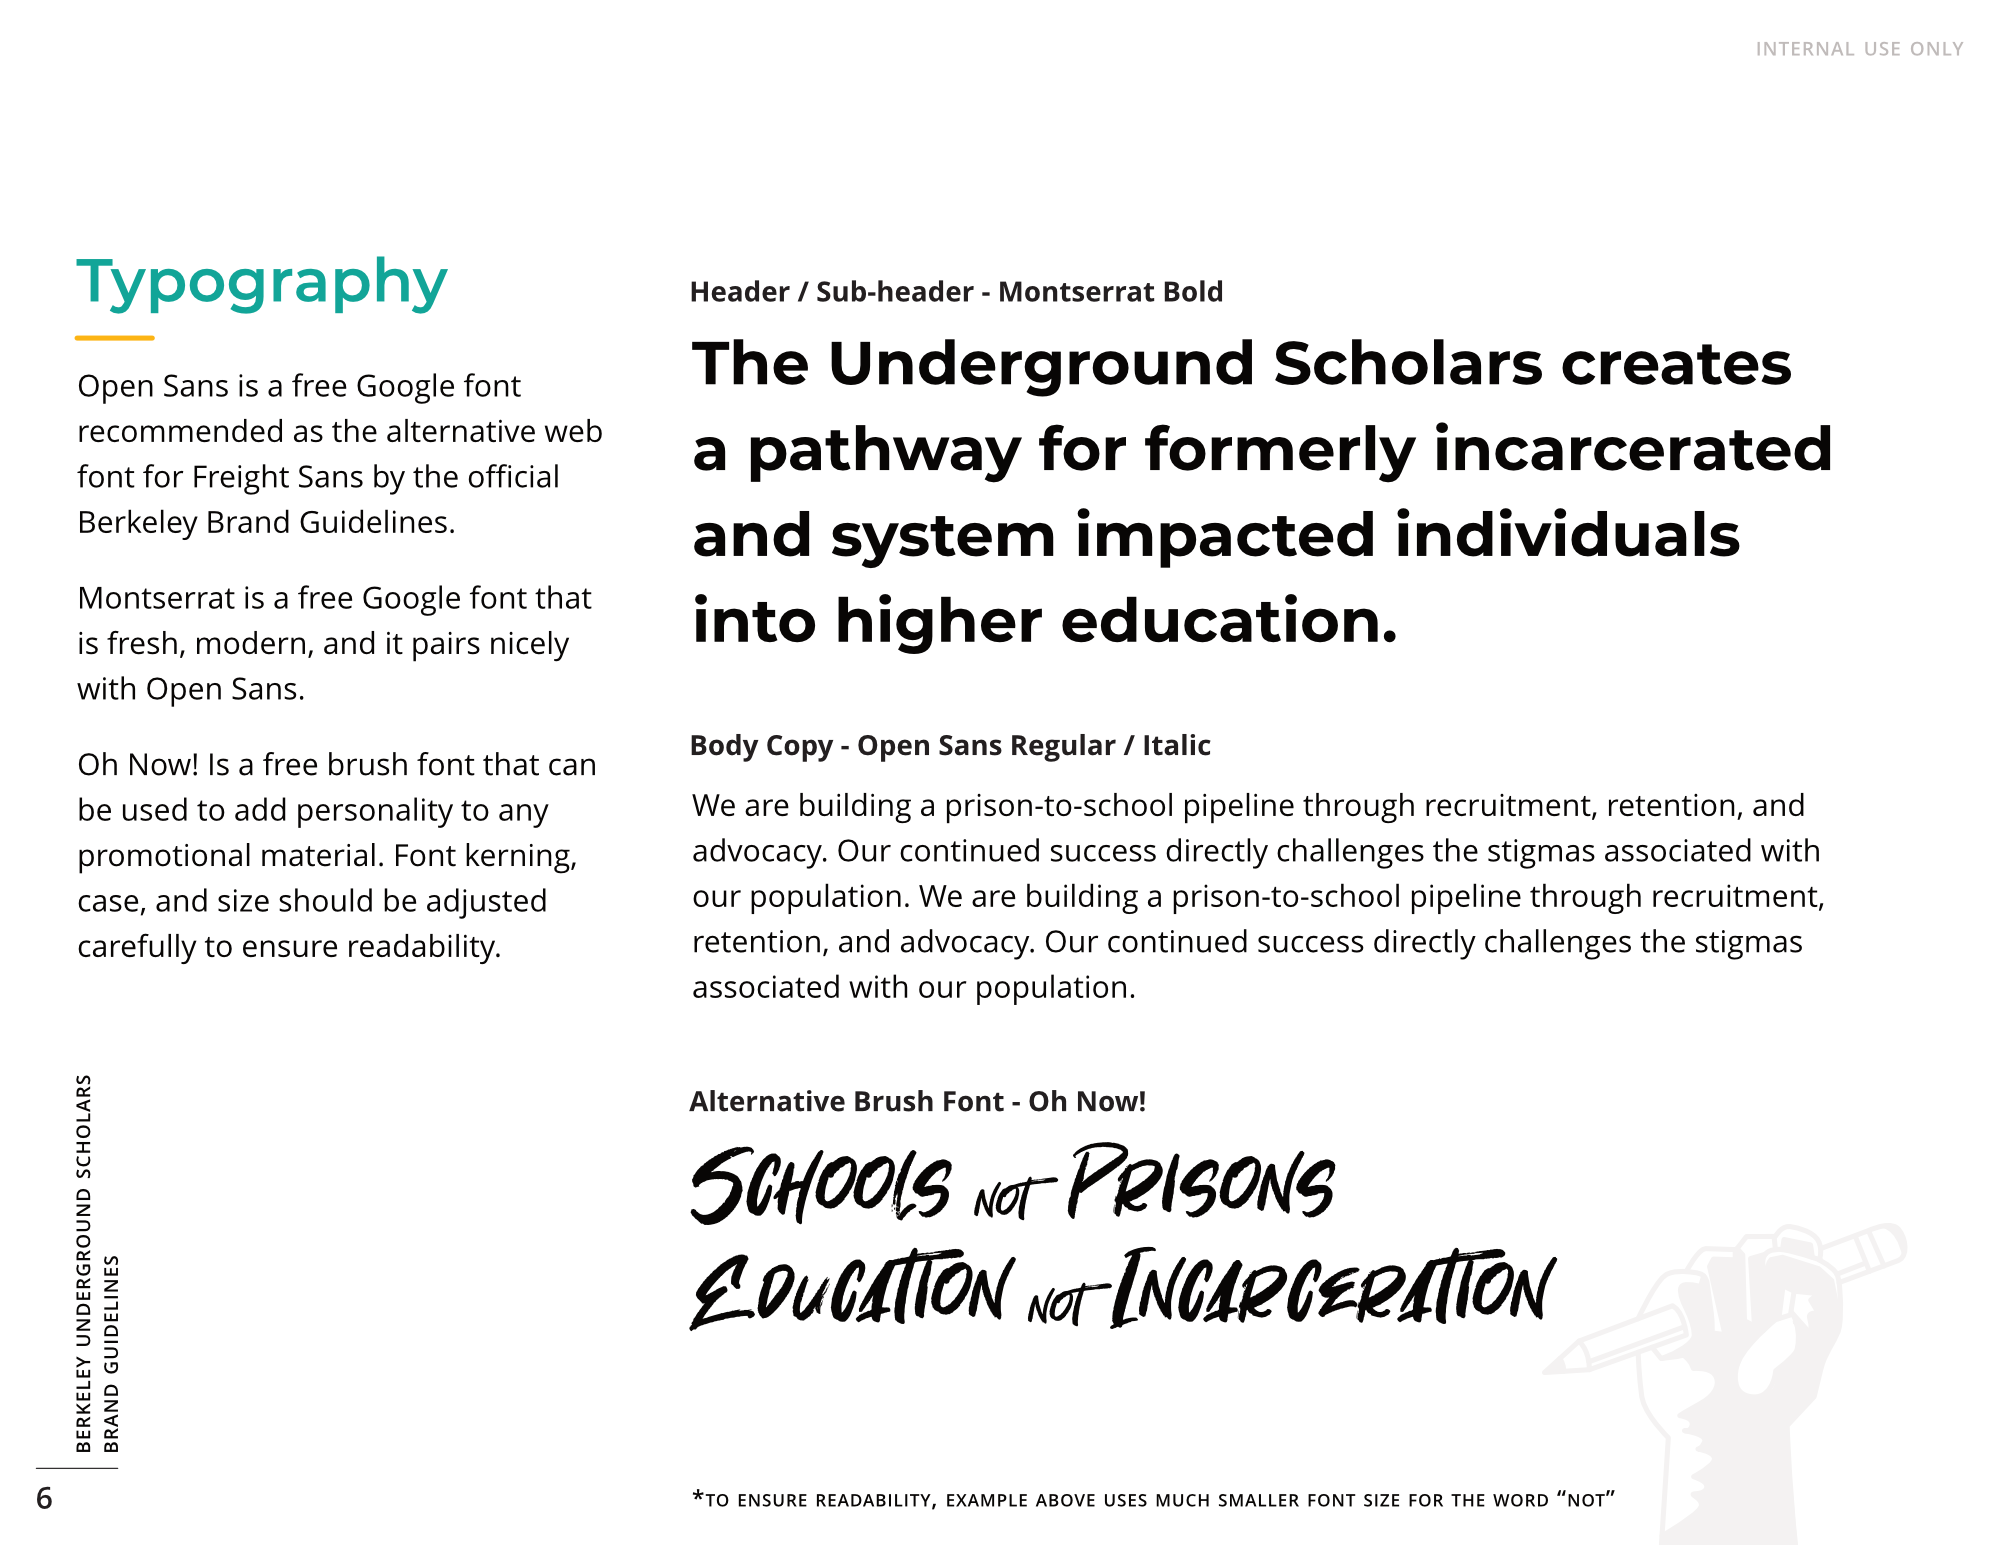 INTERNAL USE ONLY
Typography
Open Sans is a free Google font
recommended as the alternative web
font for Freight Sans by the official
Berkeley Brand Guidelines.
Montserrat is a free Google font that
is fresh, modern, and it pairs nicely
with Open Sans.
Oh Now! Is a free brush font that can
be used to add personality to any
promotional material. Font kerning,
case, and size should be adjusted
carefully to ensure readability.
Header / Sub-header - Montserrat Bold
The Underground Scholars creates
a pathway for formerly incarcerated
and system impacted individuals
into higher education.
Body Copy - Open Sans Regular / Italic
We are building a prison-to-school pipeline through recruitment, retention, and
advocacy. Our continued success directly challenges the stigmas associated with
our population. We are building a prison-to-school pipeline through recruitment,
retention, and advocacy. Our continued success directly challenges the stigmas
associated with our population.
Alternative Brush Font - Oh Now!
SCHOOLS NOT PRISONS
EDUCATION NOT INCARCERATION
*TO ENSURE READABILITY, EXAMPLE ABOVE USES MUCH SMALLER FONT SIZE FOR THE WORD “NOT”
BERKELEY UNDERGROUND SCHOLARS
BRAND GUIDELINES
6